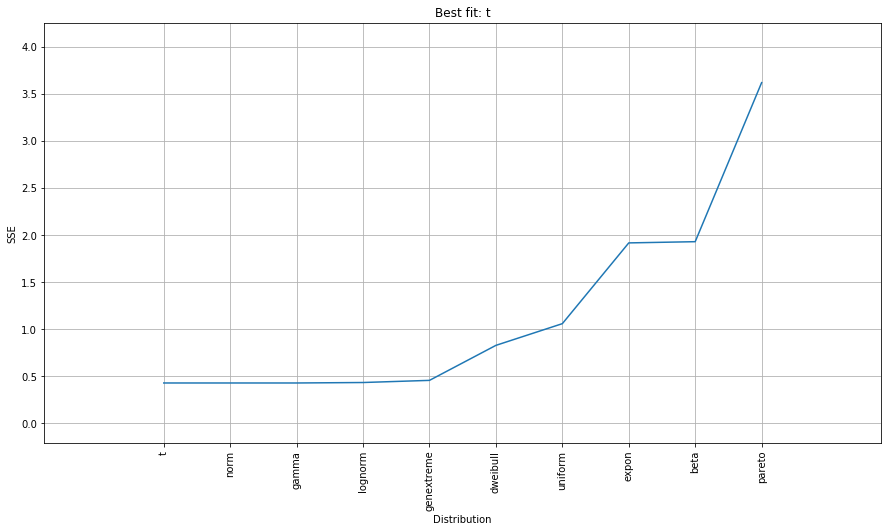 Best fit: t
4.0
3.5
3.0
2.5
2.0
1.5
1.0
0.5
0.0
SSE
t
norm
gamma
lognorm
genextreme
dweibull
uniform
expon
beta
pareto
Distribution